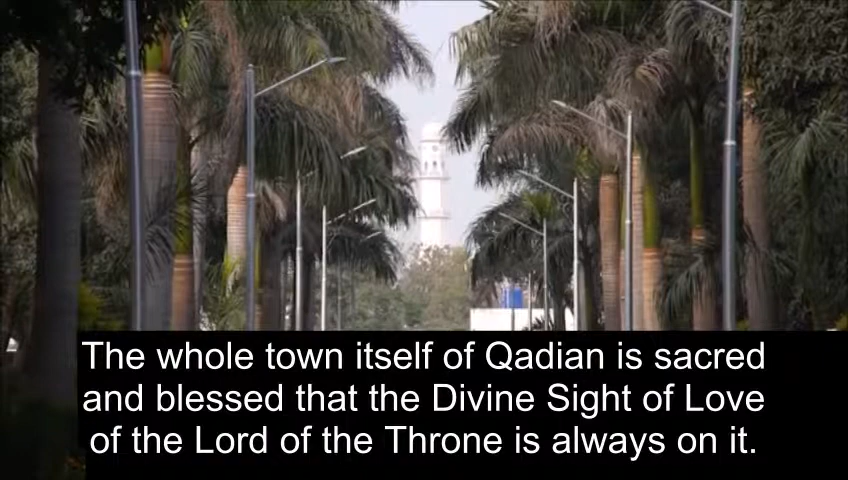 The whole town itself of Qadian is sacred
and blessed that the Divine Sight of Love
of the Lord of the Throne is always on it.